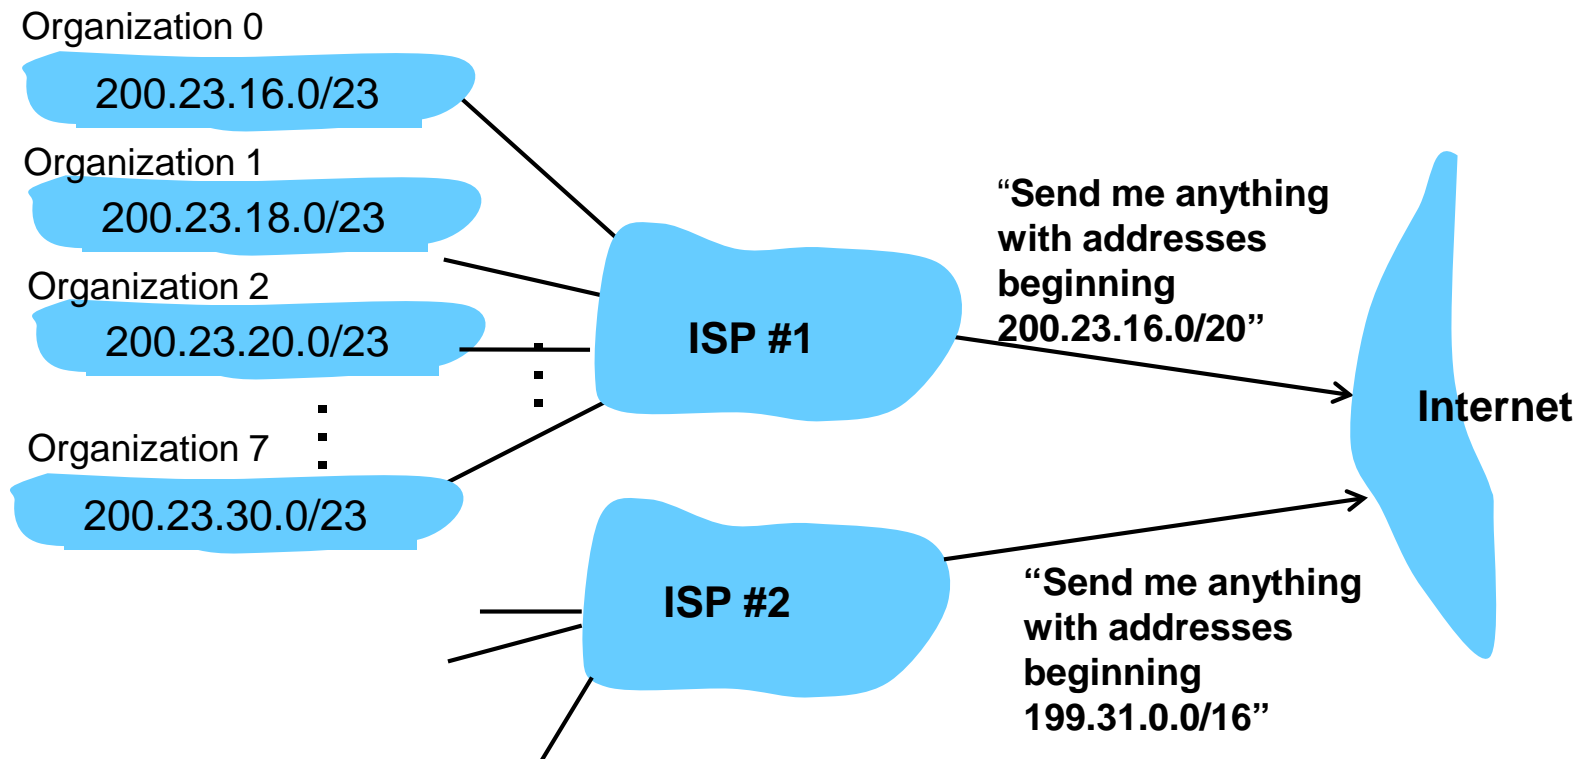 Organization 0
200.23.16.0/23
Organization 1
200.23.18.0/23
Organization 2
200.23.20.0/23
Organization 7
200.23.30.0/23
ISP #1
“Send me anything
with addresses
beginning
200.23.16.0/20”
Internet
ISP #2
“Send me anything
with addresses
beginning
199.31.0.0/16”